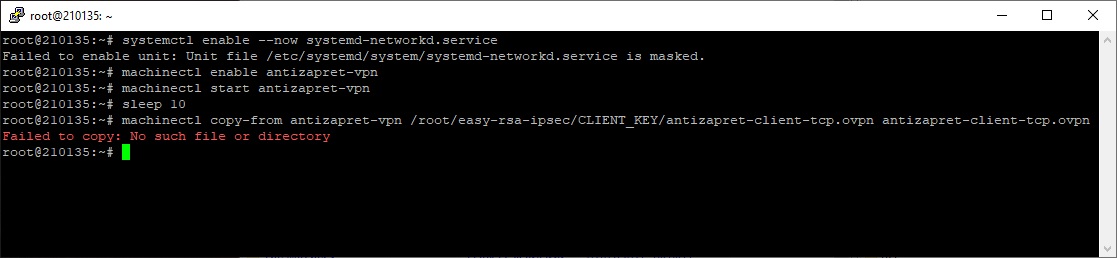 root@210135: ~
root@210135:~# systemctl enable --now systemd-networkd.service
Failed to enable unit: Unit file /etc/systemd/system/systemd-networkd.service is masked.
root@210135:~# machinectl enable antizapret-vpn
root@210135:~# machinectl start antizapret-vpn
root@210135:~# sleep 10
root@210135:~# machinectl copy-from antizapret-vpn /root/easy-rsa-ipsec/CLIENT_KEY/antizapret-client-tcp.ovpn antizapret-client-tcp.ovpn
Failed to copy: No such file or directory
root@210135:~#